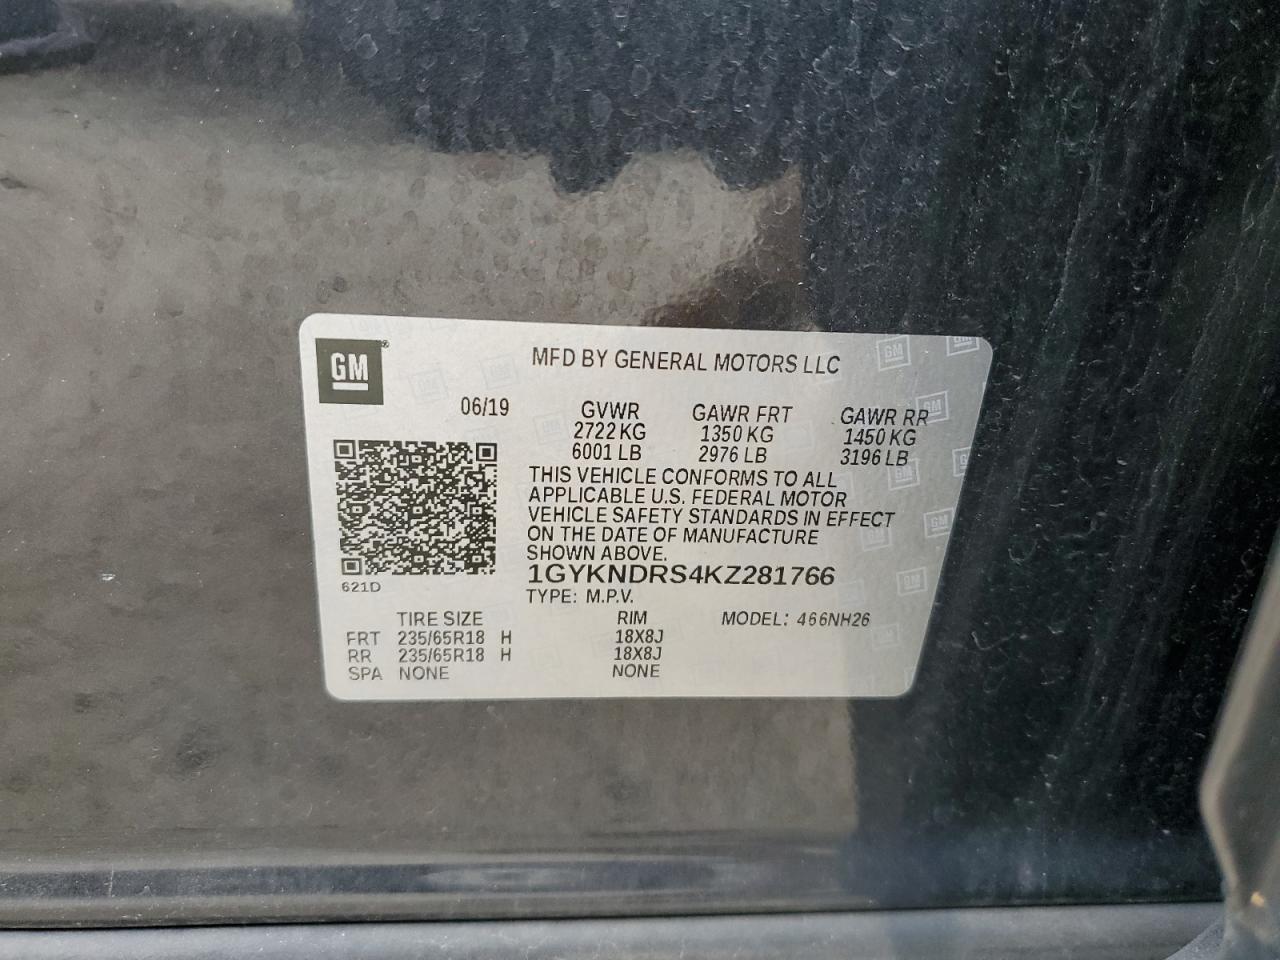 GM
MFD BY GENERAL MOTORS LLC
06/19 GVWR GAWR FRT GAWR RR
2722 KG 1350 KG 1450 KG
6001 LB 2976 LB 3196 LB
THIS VEHICLE CONFORMS TO ALL
APPLICABLE U.S. FEDERAL MOTOR
VEHICLE SAFETY STANDARDS IN EFFECT
ON THE DATE OF MANUFACTURE
SHOWN ABOVE.
1GYKNDRS4KZ281766
621D
TYPE: M.P.V.
TIRE SIZE RIM MODEL: 466NH26
FRT 235/65R18 H 18X8J
RR 235/65R18 H 18X8J
SPA NONE NONE